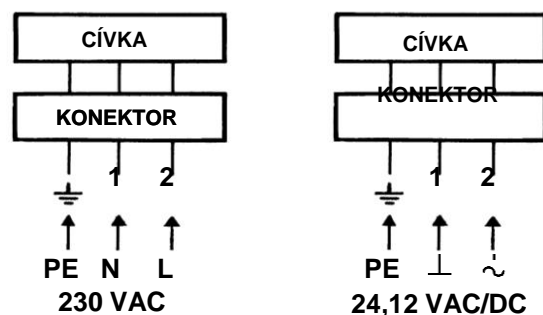 CÍVKA CÍVKA
KONEKTOR KONEKTOR
1 2 1 2
PE N L PE
230 VAC 24,12 VAC/DC